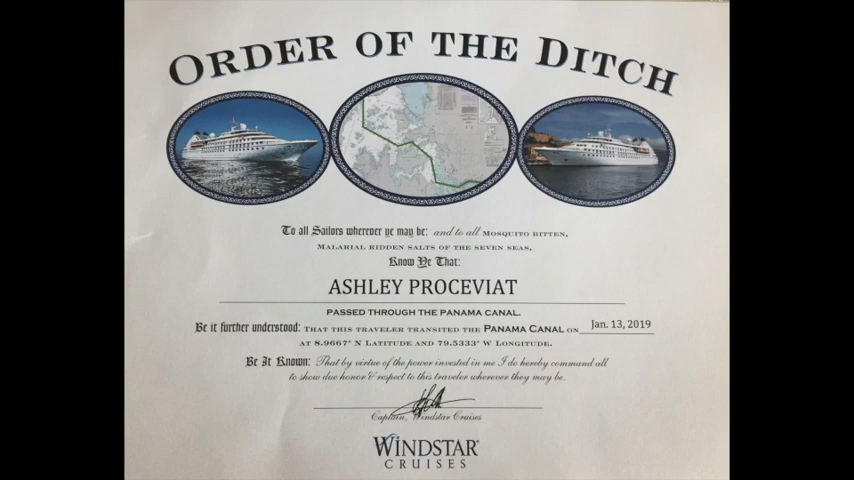 ORDER OF THE DITCH
To all Sailors wherever ye may be: and to all MOSQUITO BITTEN,
MALARIAL RIDDEN SALTS OF THE SEVEN SEAS,
Know Ye That:
ASHLEY PROCEVIAT
PASSED THROUGH THE PANAMA CANAL.
Be it further understood: THAT THIS TRAVELER TRANSITED THE PANAMA CANAL ON Jan. 13, 2019
AT 8.9667° N LATITUDE AND 79.5333° W LONGITUDE.
Be It Known: That by virtue of the power invested in me I do hereby command all
to show due honor & respect to this traveler wherever they may be.
Captain, Windstar Cruises
WINDSTAR®
CRUISES